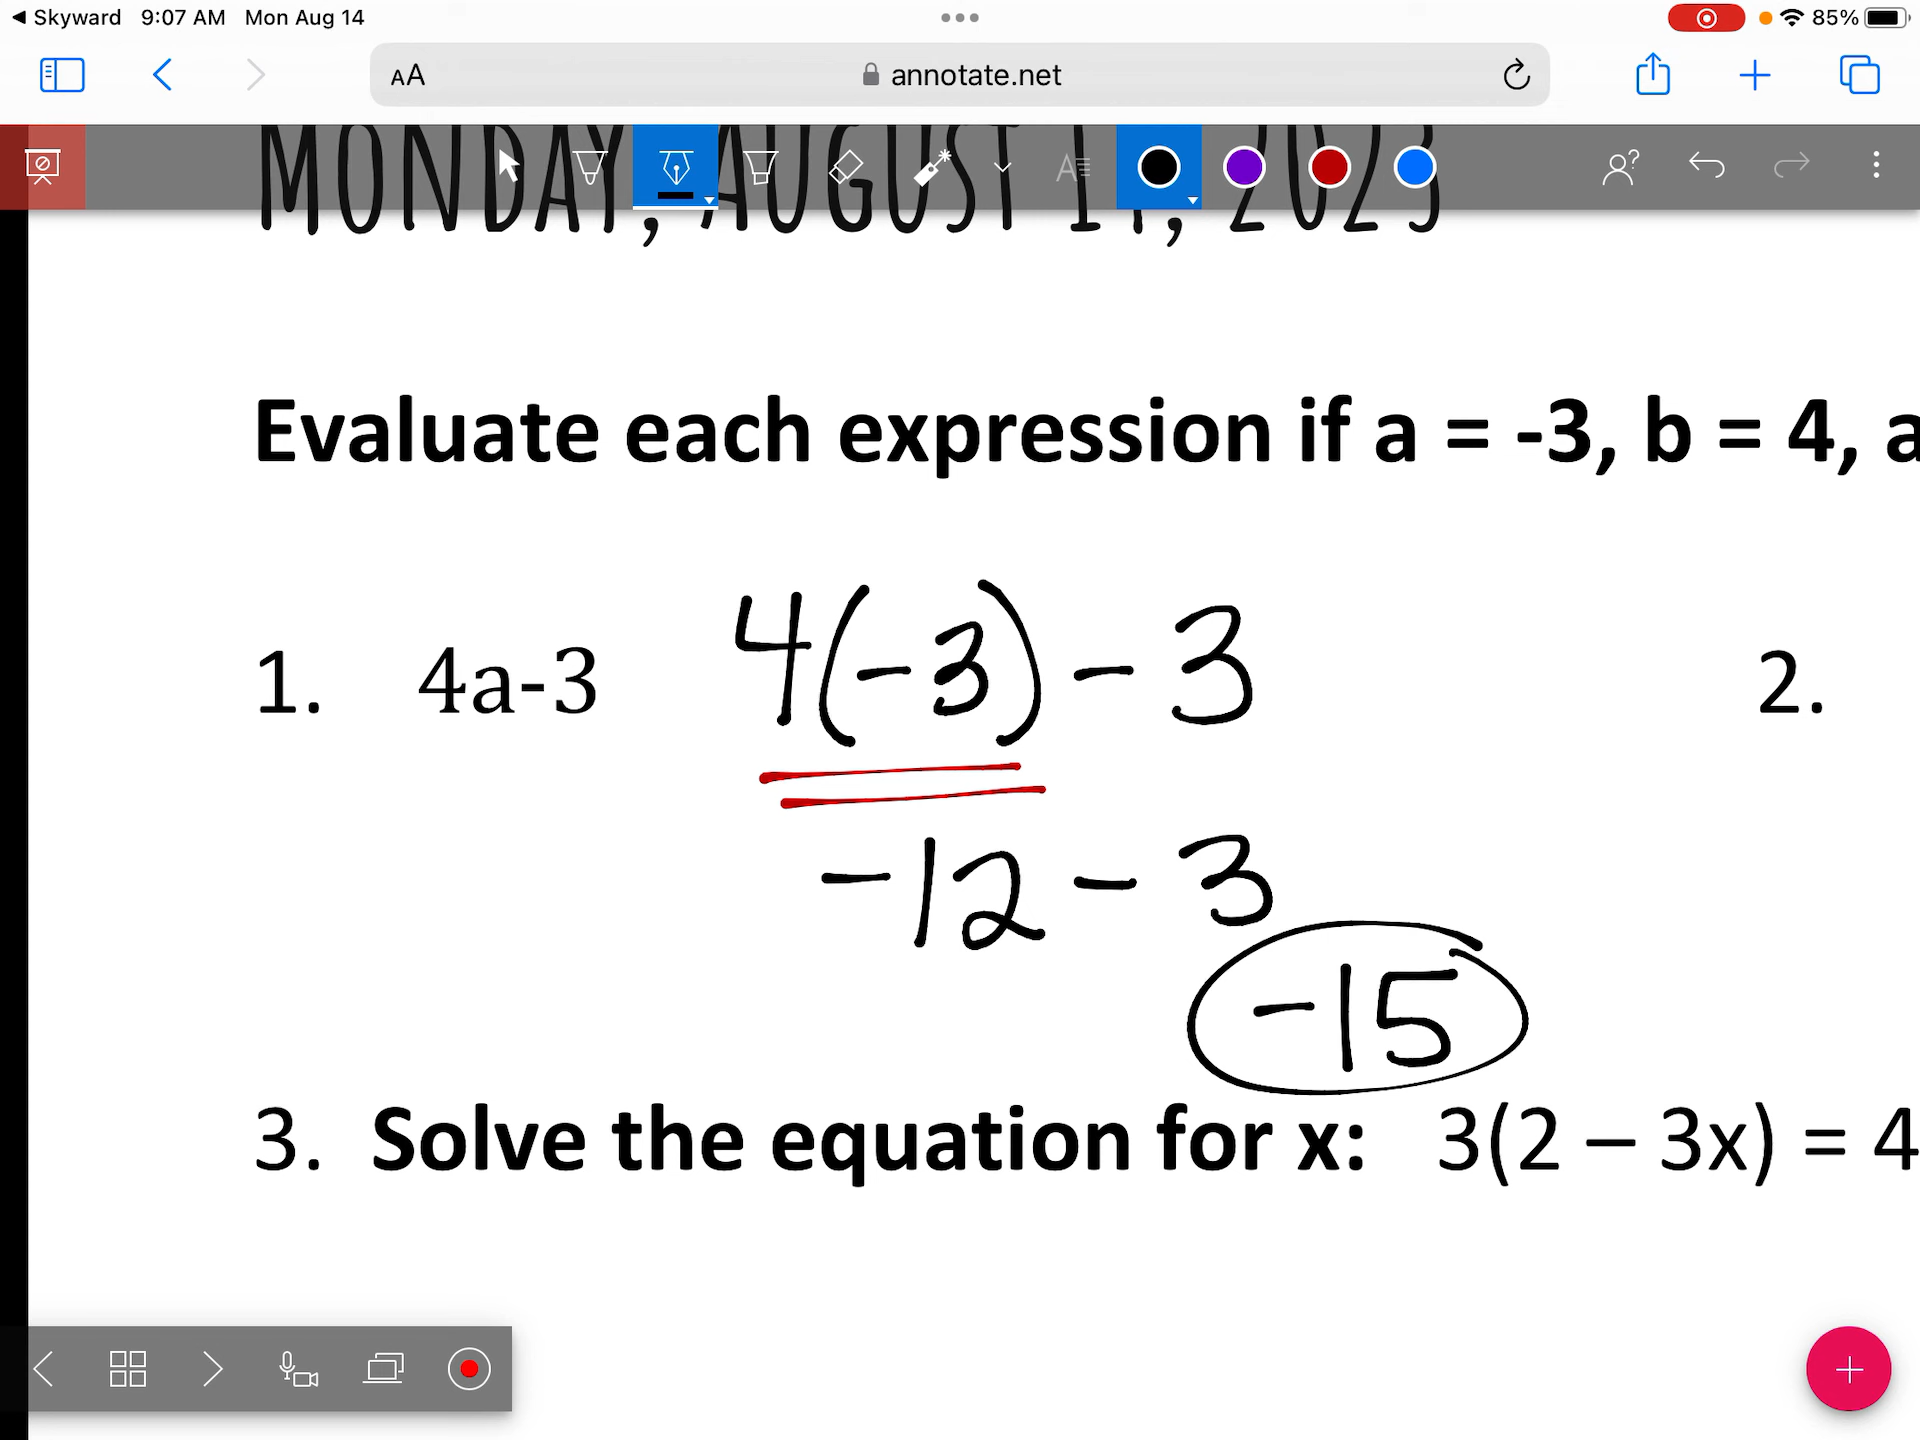 Skyward 9:07 AM Mon Aug 14 85%
AA annotate.net
MONDAY, AUGUST 14, 2023
Evaluate each expression if a = -3, b = 4, a
1. 4a-3 4(-3) - 3 2.
-12 - 3
-15
3. Solve the equation for x: 3(2 – 3x) = 4